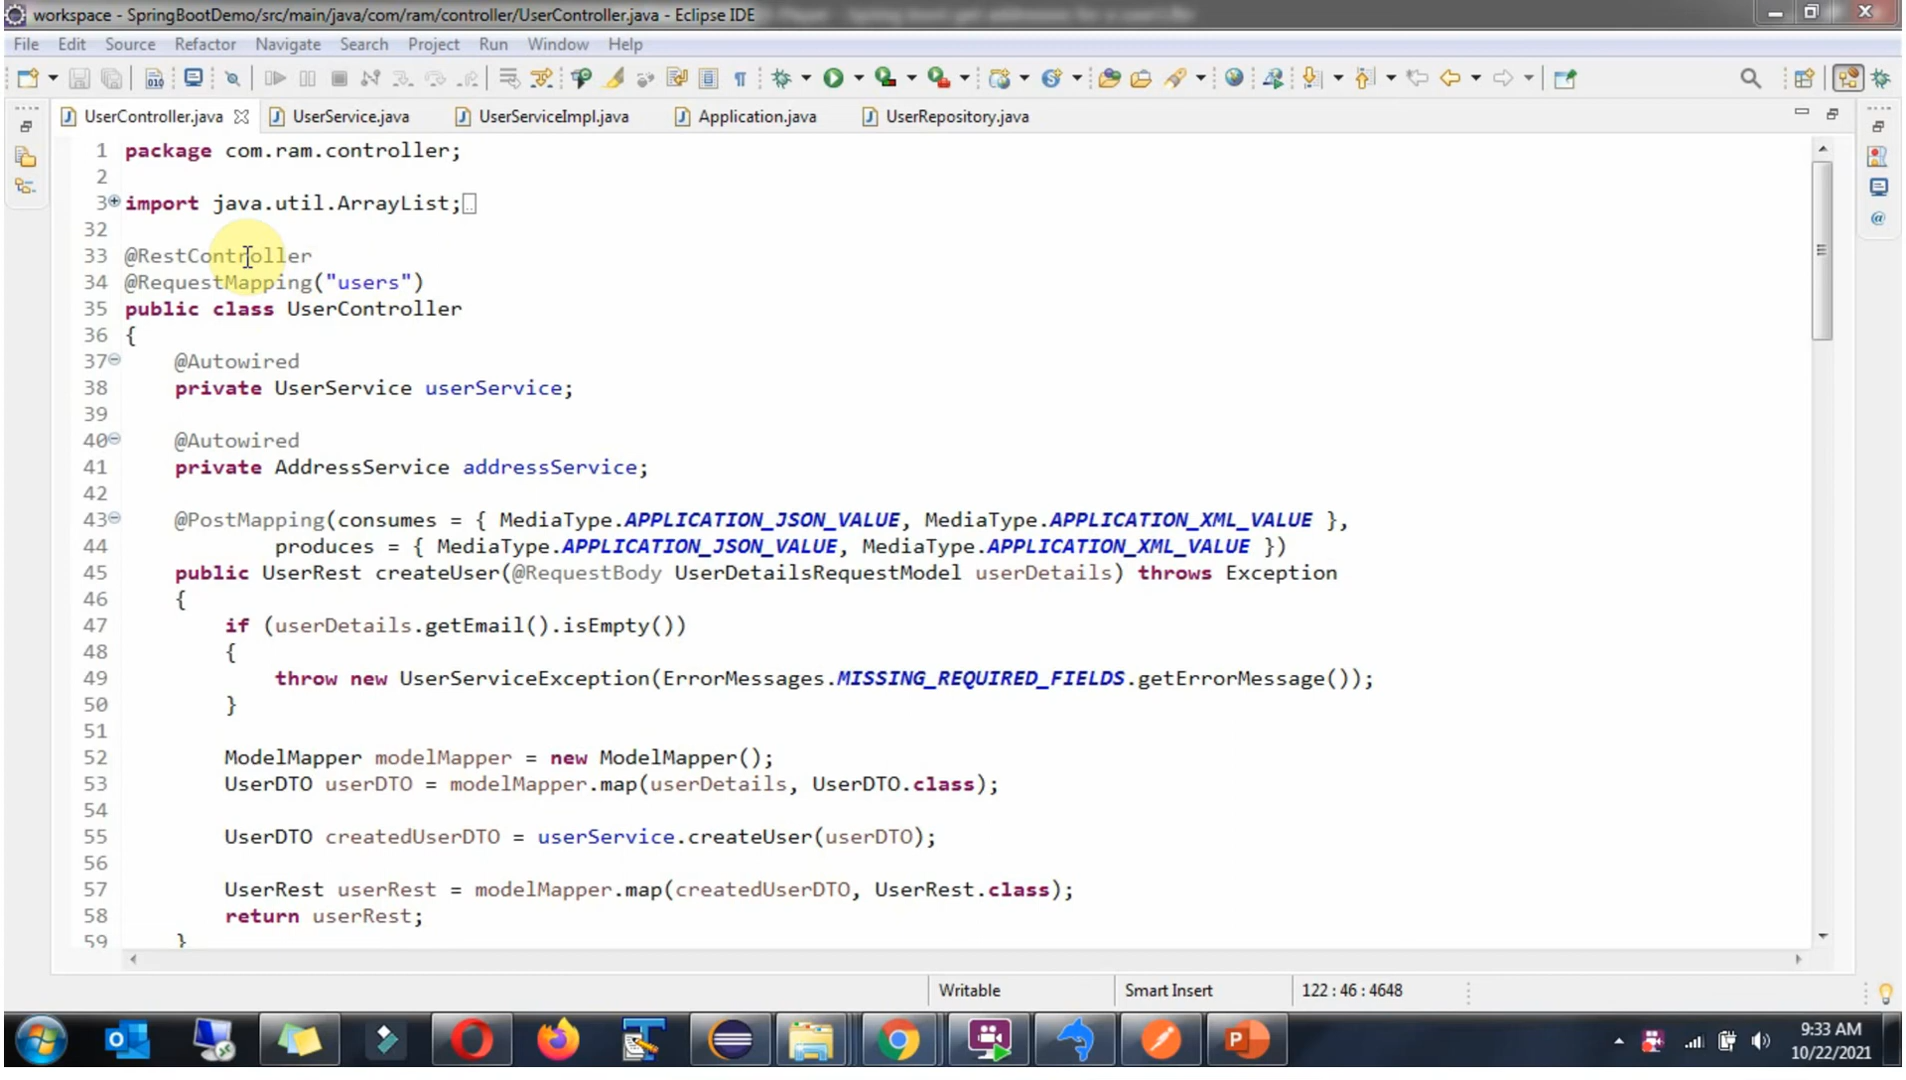 workspace - SpringBootDemo/src/main/java/com/ram/controller/UserController.java - Eclipse IDE
File Edit Source Refactor Navigate Search Project Run Window Help
UserController.java UserService.java UserServiceImpl.java Application.java UserRepository.java
1 package com.ram.controller;
2
3 import java.util.ArrayList;
32
33 @RestController
34 @RequestMapping("users")
35 public class UserController
36 {
37 @Autowired
38 private UserService userService;
39
40 @Autowired
41 private AddressService addressService;
42
43 @PostMapping(consumes = { MediaType.APPLICATION_JSON_VALUE, MediaType.APPLICATION_XML_VALUE },
44 produces = { MediaType.APPLICATION_JSON_VALUE, MediaType.APPLICATION_XML_VALUE })
45 public UserRest createUser(@RequestBody UserDetailsRequestModel userDetails) throws Exception
46 {
47 if (userDetails.getEmail().isEmpty())
48 {
49 throw new UserServiceException(ErrorMessages.MISSING_REQUIRED_FIELDS.getErrorMessage());
50 }
51
52 ModelMapper modelMapper = new ModelMapper();
53 UserDTO userDTO = modelMapper.map(userDetails, UserDTO.class);
54
55 UserDTO createdUserDTO = userService.createUser(userDTO);
56
57 UserRest userRest = modelMapper.map(createdUserDTO, UserRest.class);
58 return userRest;
59 }
Writable Smart Insert 122 : 46 : 4648
9:33 AM
10/22/2021